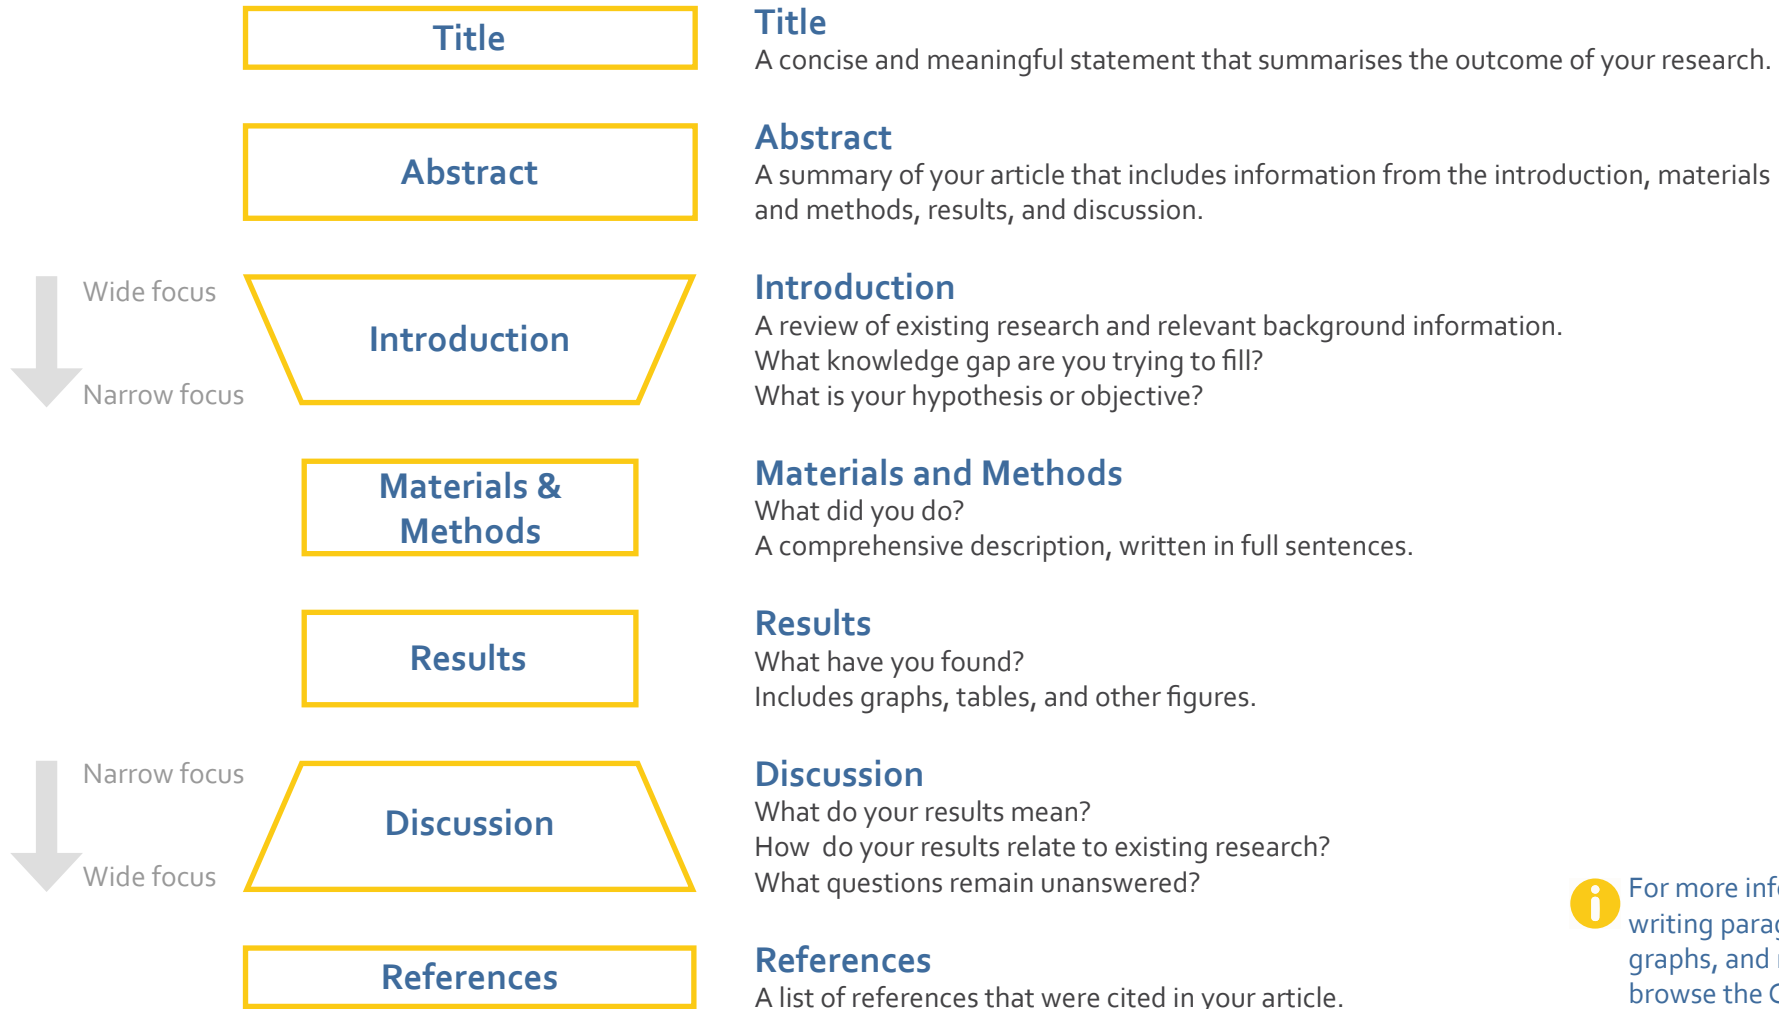 Title
Title
A concise and meaningful statement that summarises the outcome of your research.
Abstract
Abstract
A summary of your article that includes information from the introduction, materials
and methods, results, and discussion.
Wide focus
Narrow focus
Introduction
Introduction
A review of existing research and relevant background information.
What knowledge gap are you trying to fill?
What is your hypothesis or objective?
Materials &
Methods
Materials and Methods
What did you do?
A comprehensive description, written in full sentences.
Results
Results
What have you found?
Includes graphs, tables, and other figures.
Narrow focus
Wide focus
Discussion
Discussion
What do your results mean?
How  do your results relate to existing research?
What questions remain unanswered?
References
References
A list of references that were cited in your article.
i
For more
writing
graphs, and
browse the